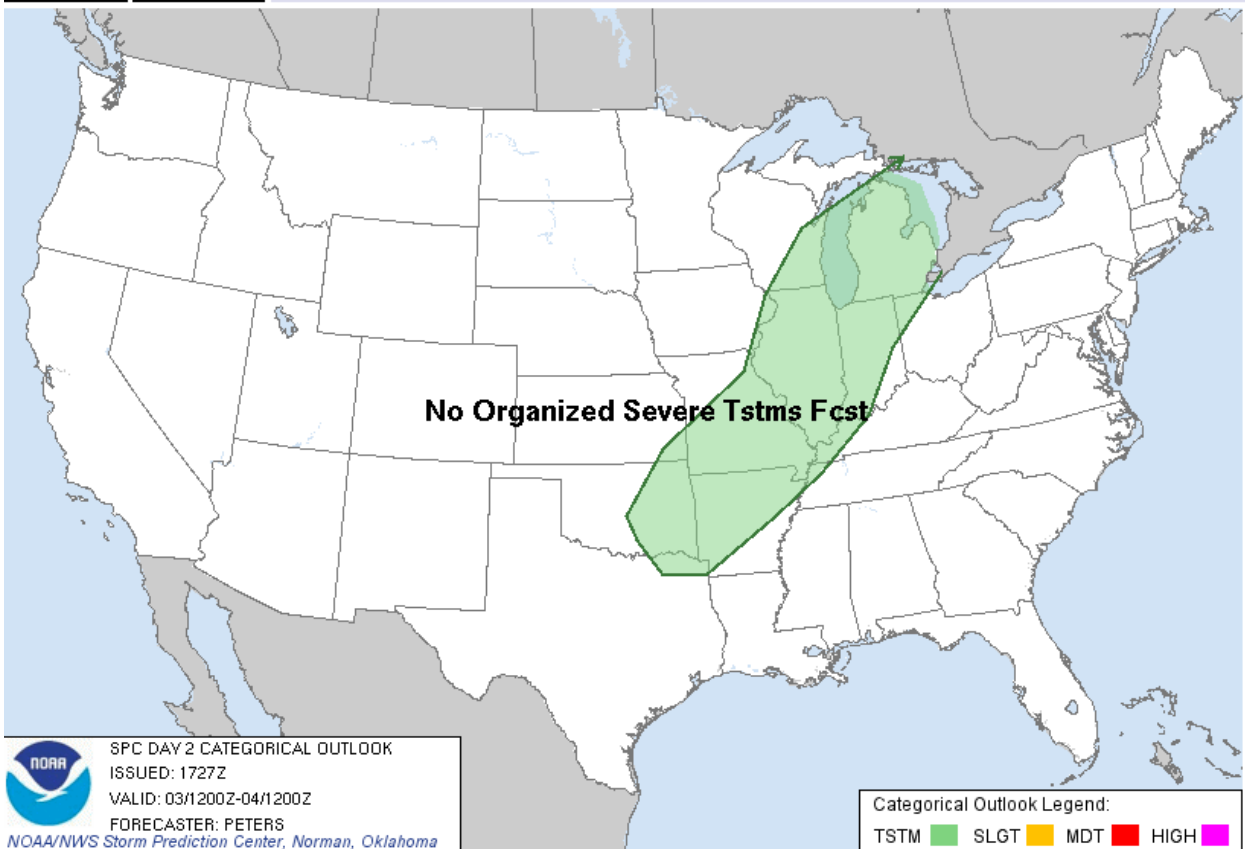 No Organized Severe Tstms Fcst
NOAA
SPC DAY 2 CATEGORICAL OUTLOOK
ISSUED: 1727Z
VALID: 03/1200Z-04/1200Z
FORECASTER: PETERS
NOAA/NWS Storm Prediction Center, Norman, Oklahoma
Categorical Outlook Legend:
TSTM SLGT MDT HIGH